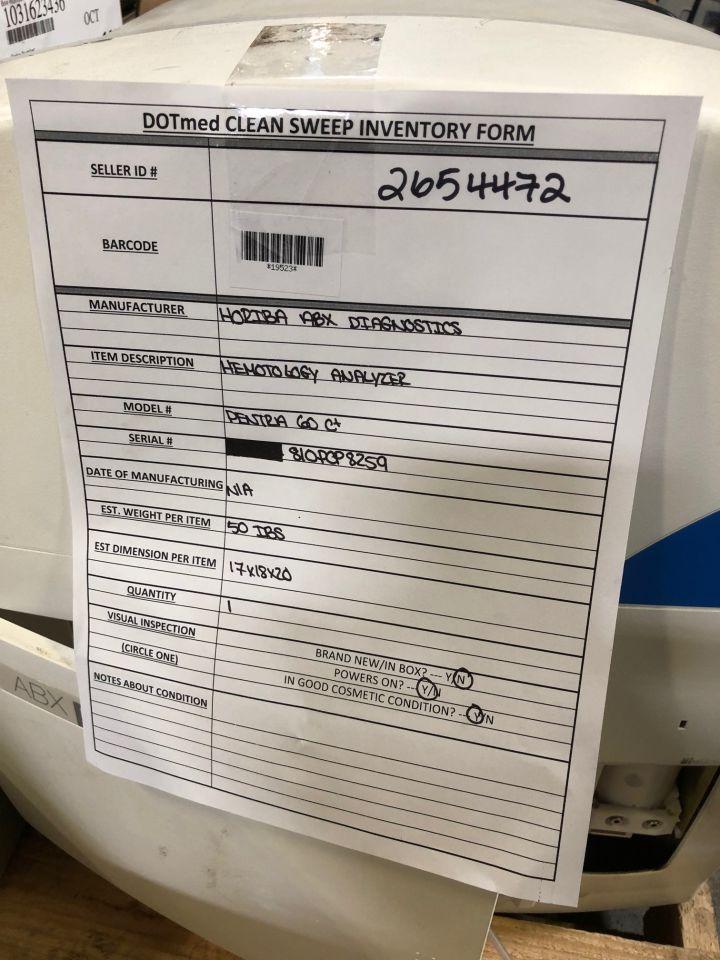 1031623436
OCT
DOTmed CLEAN SWEEP INVENTORY FORM
SELLER ID # 2654472
BARCODE
*19523*
MANUFACTURER HORIBA ABX DIAGNOSTICS
ITEM DESCRIPTION HEMOTOLOGY ANALYZER
MODEL # PENTRA 60 C+
SERIAL # 810PCP8259
DATE OF MANUFACTURING N/A
EST. WEIGHT PER ITEM 50 IBS
EST DIMENSION PER ITEM 17X18X20
QUANTITY 1
VISUAL INSPECTION
(CIRCLE ONE)
BRAND NEW/IN BOX? --- Y/N
POWERS ON? --- Y/N
IN GOOD COSMETIC CONDITION? --- Y/N
NOTES ABOUT CONDITION
ABX